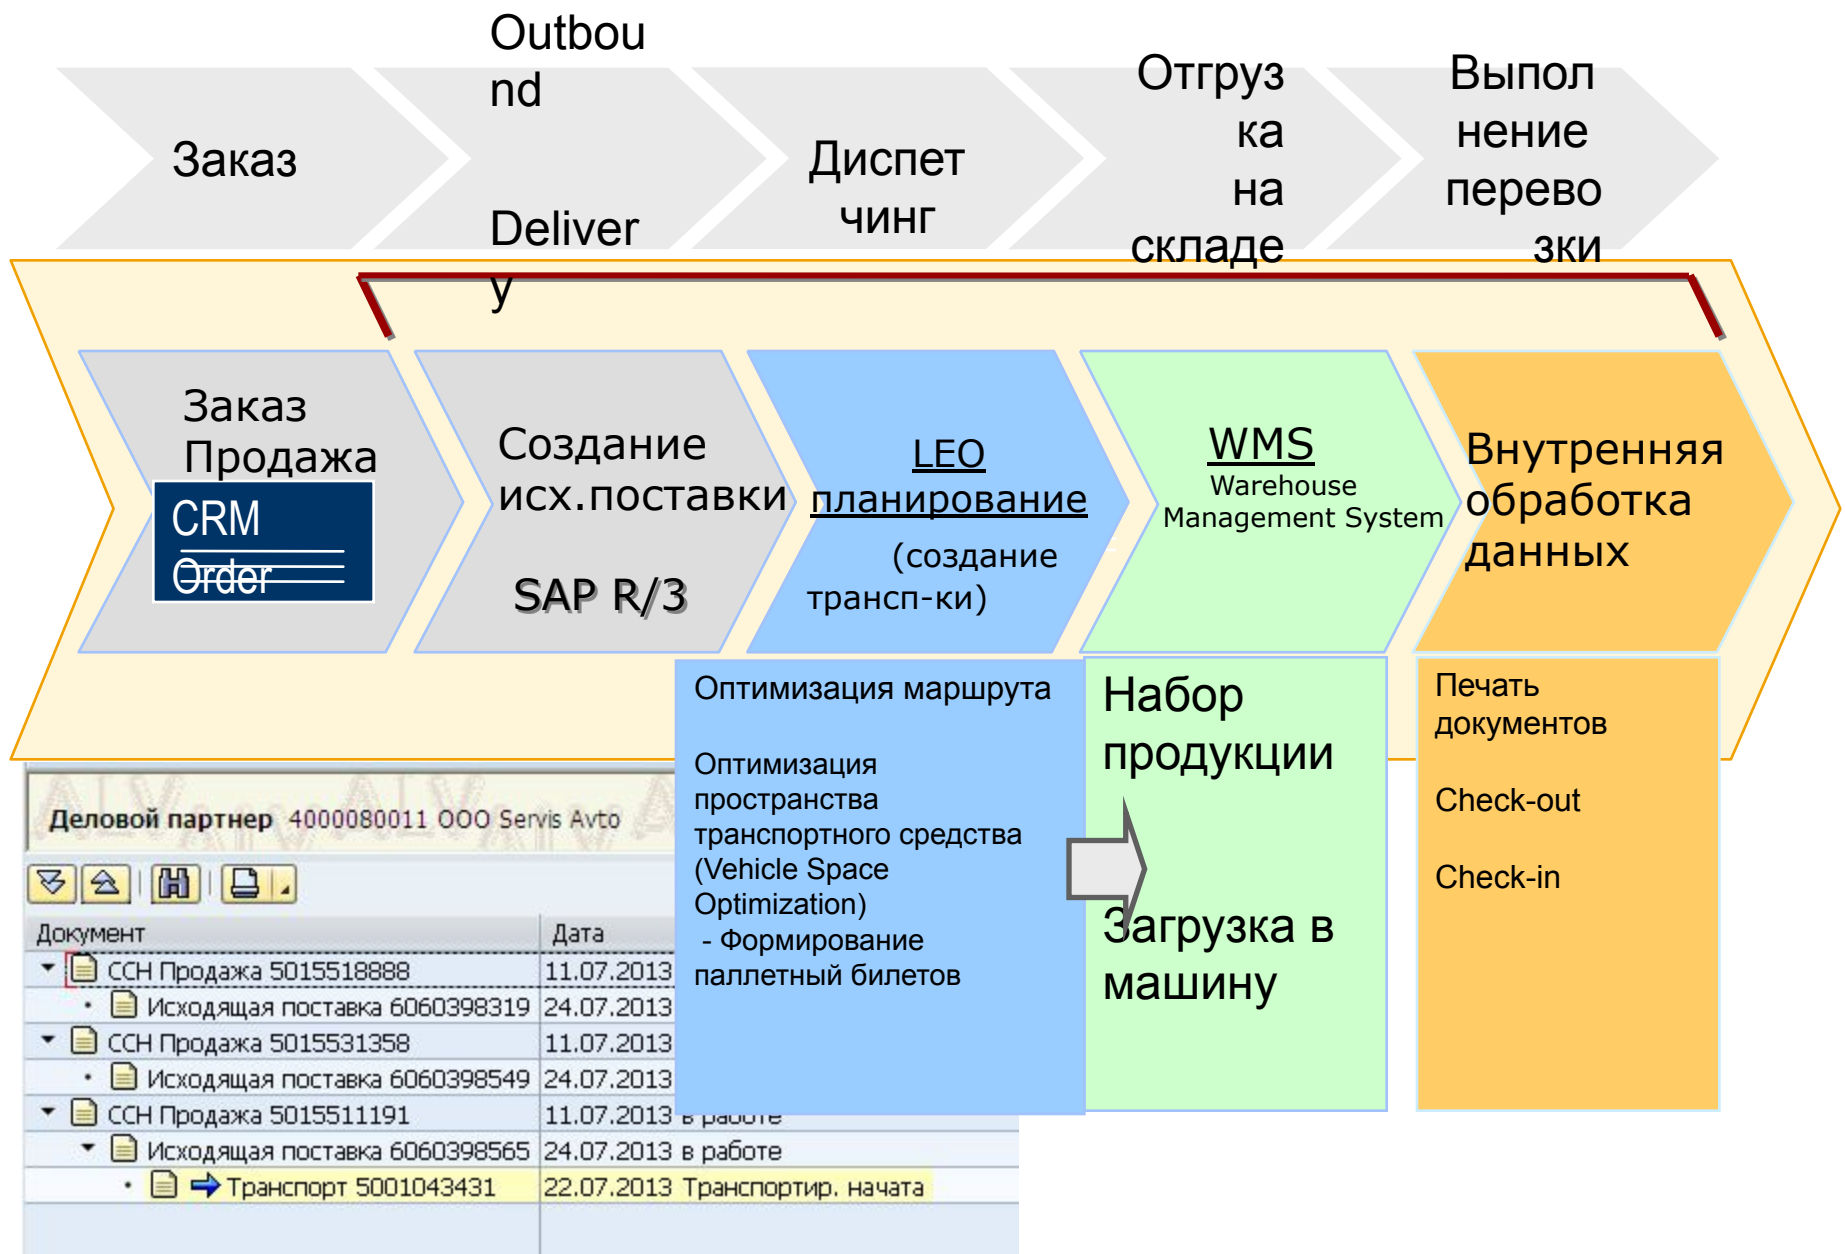 Заказ
Outbou
nd
Deliver
y
Диспет
чинг
Отгруз
ка
на
складе
Выпол
нение
перево
зки
Заказ
Продажа
CRM
Order
Создание
исх.поставки
SAP R/3
LEO
планирование
(создание
трансп-ки)
WMS
Warehouse
Management System
Внутренняя
обработка
данных
Оптимизация маршрута
Оптимизация
пространства
транспортного средства
(Vehicle Space
Optimization)
- Формирование
паллетный билетов
Набор
продукции
Загрузка в
машину
Печать
документов
Check-out
Check-in
Деловой партнер 4000080011 ООО Servis Avto
Документ Дата
ССН Продажа 5015518888 11.07.2013
Исходящая поставка 6060398319 24.07.2013
ССН Продажа 5015531358 11.07.2013
Исходящая поставка 6060398549 24.07.2013
ССН Продажа 5015511191 11.07.2013 в работе
Исходящая поставка 6060398565 24.07.2013 в работе
Транспорт 5001043431 22.07.2013 Транспортир. начата